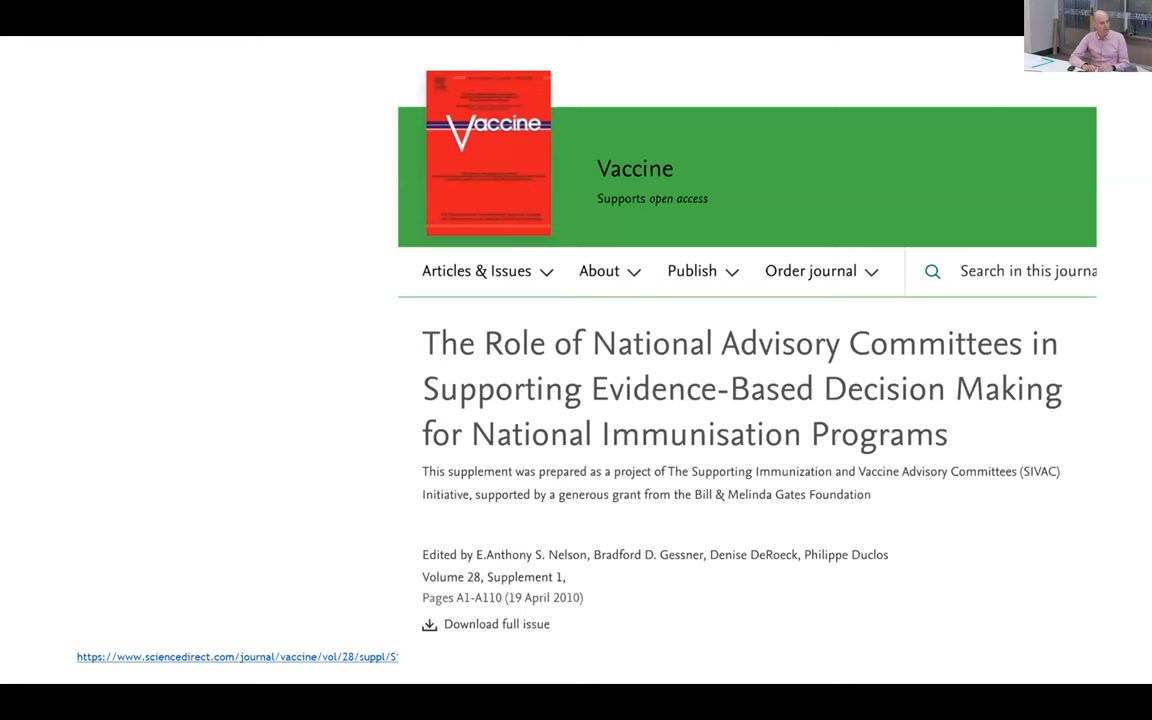 Vaccine
Vaccine
Supports open access
Articles & Issues
About
Publish
Order journal
Search in this journa
The Role of National Advisory Committees in
Supporting Evidence-Based Decision Making
for National Immunisation Programs
This supplement was prepared as a project of The Supporting Immunization and Vaccine Advisory Committees (SIVAC)
Initiative, supported by a generous grant from the Bill & Melinda Gates Foundation
Edited by E.Anthony S. Nelson, Bradford D. Gessner, Denise DeRoeck, Philippe Duclos
Volume 28, Supplement 1,
Pages A1-A110 (19 April 2010)
Download full issue
https://www.sciencedirect.com/journal/vaccine/vol/28/suppl/S